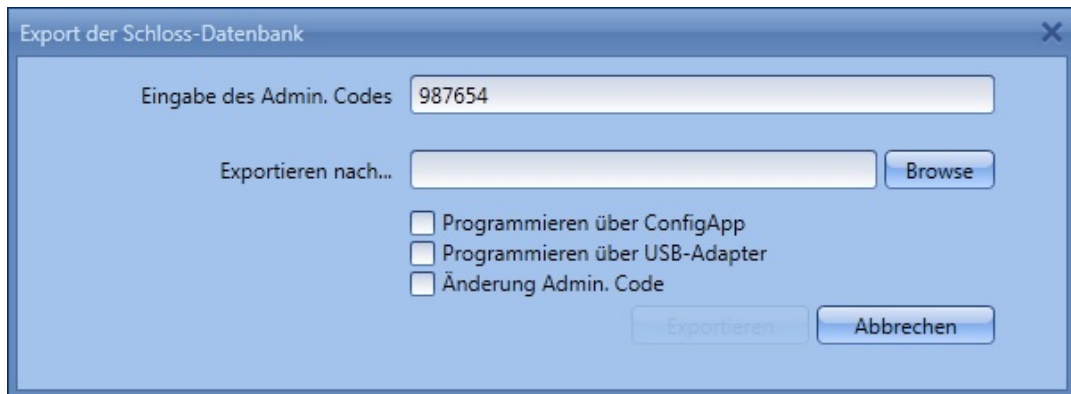 Export der Schloss-Datenbank
Eingabe des Admin. Codes 987654
Exportieren nach... Browse
Programmieren über ConfigApp
Programmieren über USB-Adapter
Änderung Admin. Code
Exportieren Abbrechen